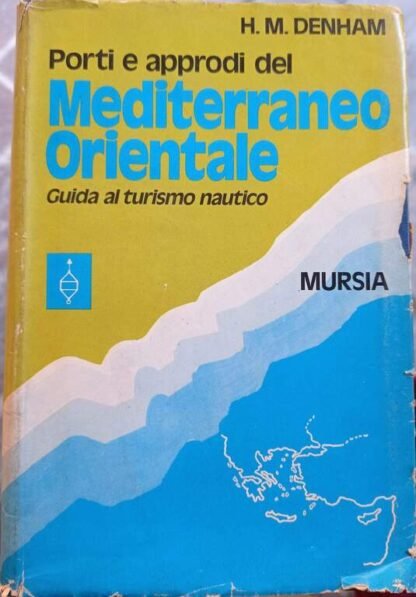 H. M. DENHAM
Porti e approdi del
Mediterraneo
Orientale
Guida al turismo nautico
MURSIA